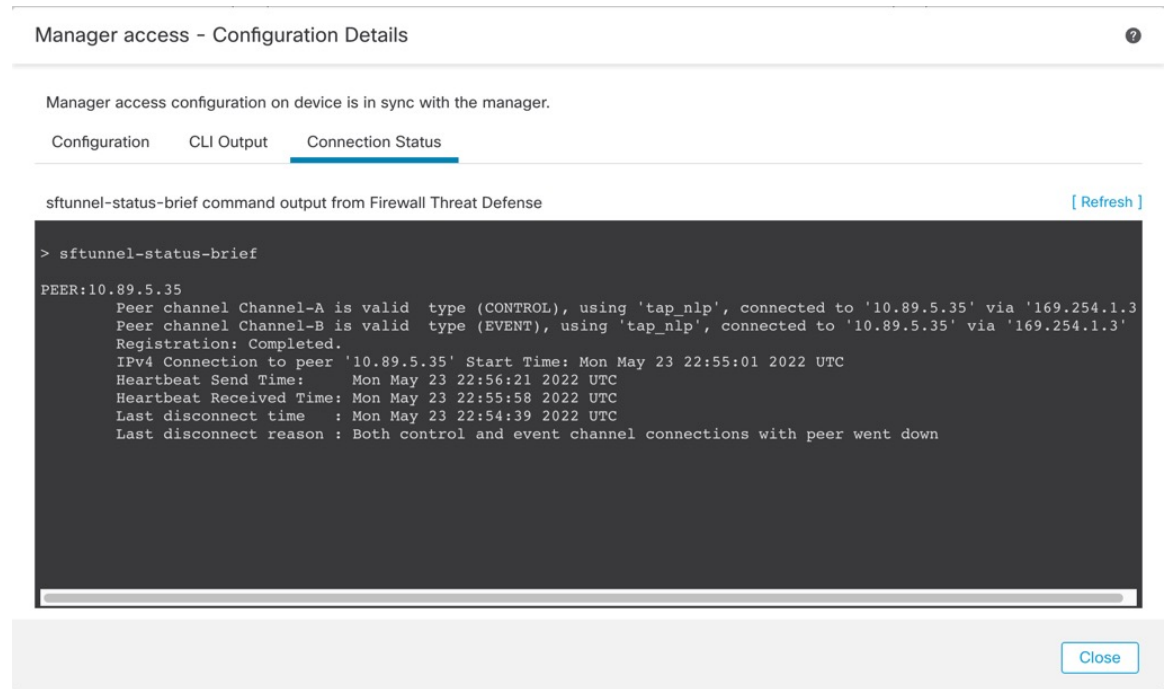 Manager access - Configuration Details
?
Manager access configuration on device is in sync with the manager.
Configuration CLI Output Connection Status
sftunnel-status-brief command output from Firewall Threat Defense [ Refresh ]
> sftunnel-status-brief
PEER:10.89.5.35
Peer channel Channel-A is valid type (CONTROL), using 'tap_nlp', connected to '10.89.5.35' via '169.254.1.3
Peer channel Channel-B is valid type (EVENT), using 'tap_nlp', connected to '10.89.5.35' via '169.254.1.3'
Registration: Completed.
IPv4 Connection to peer '10.89.5.35' Start Time: Mon May 23 22:55:01 2022 UTC
Heartbeat Send Time: Mon May 23 22:56:21 2022 UTC
Heartbeat Received Time: Mon May 23 22:55:58 2022 UTC
Last disconnect time : Mon May 23 22:54:39 2022 UTC
Last disconnect reason : Both control and event channel connections with peer went down
Close